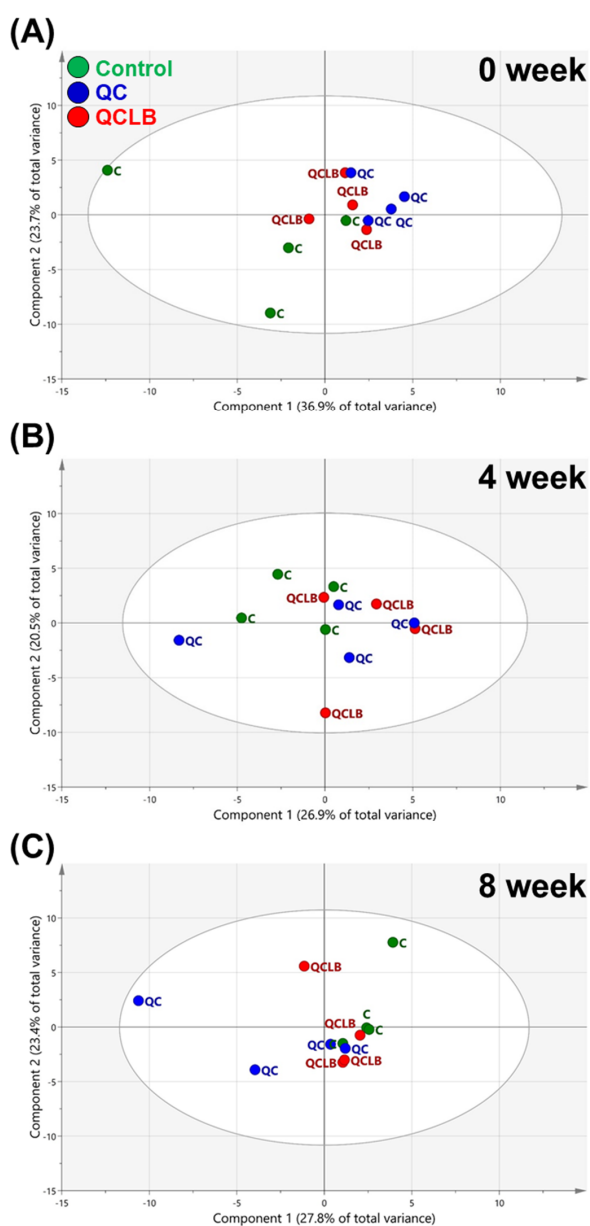 (A)
0 week
Control
QC
QCLB
Component 2 (23.7% of total variance)
10
5
0
-5
-10
-15
C
QCLB QC
QCLB
QC
QCLB
C QC QC
QCLB
C
C
-15 -10 -5 0 5 10
Component 1 (36.9% of total variance)
(B)
4 week
Component 2 (20.5% of total variance)
10
5
0
-5
-10
-15
C
C
QCLB QC QCLB
C
C
QC QCLB
QC
QC
QCLB
-15 -10 -5 0 5 10
Component 1 (26.9% of total variance)
(C)
8 week
Component 2 (23.4% of total variance)
10
5
0
-5
-10
-15
C
QCLB
QC
C
QCLB C
QC C QC
QCLB QCLB
QC
-15 -10 -5 0 5 10
Component 1 (27.8% of total variance)